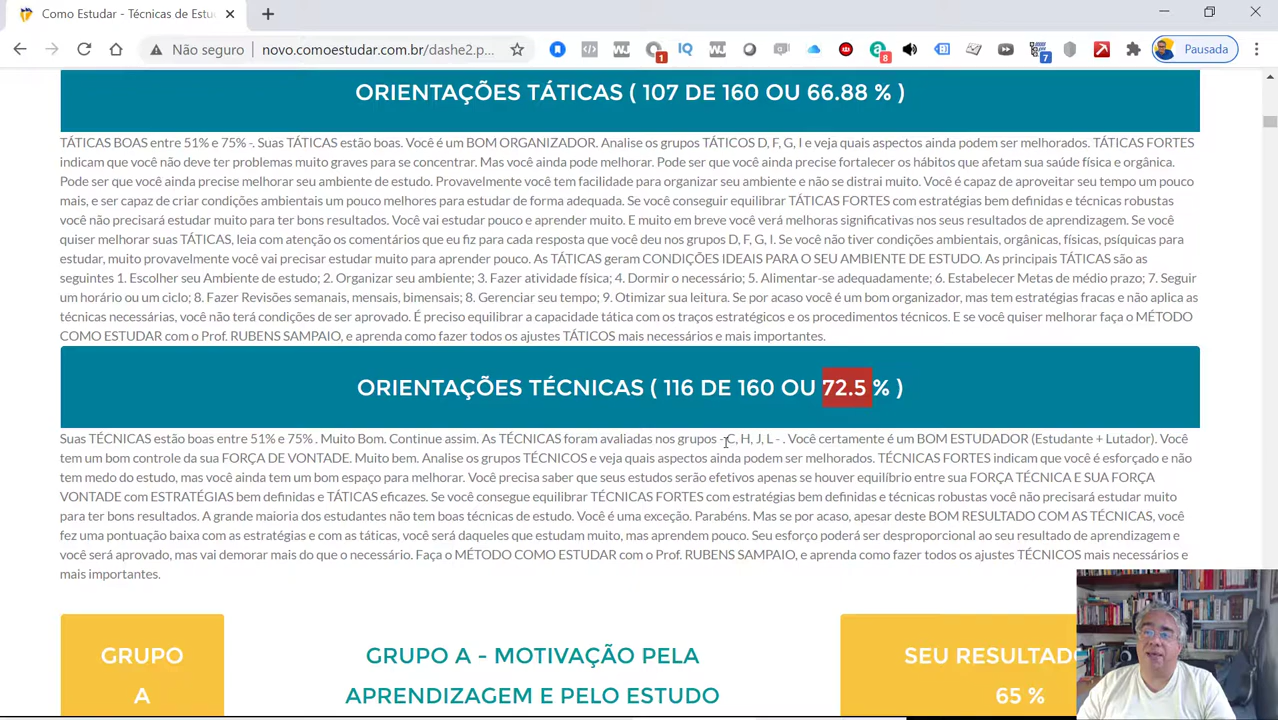 Como Estudar - Técnicas de Estu
Não seguro
novo.comoestudar.com.br/dashe2.p...
Pausada
1
8
7
ORIENTAÇÕES TÁTICAS ( 107 DE 160 OU 66.88 % )
TÁTICAS BOAS entre 51% e 75% -. Suas TÁTICAS estão boas. Você é um BOM ORGANIZADOR. Analise os grupos TÁTICOS D, F, G, I e veja quais aspectos ainda podem ser melhorados. TÁTICAS FORTES
indicam que você não deve ter problemas muito graves para se concentrar. Mas você ainda pode melhorar. Pode ser que você ainda precise fortalecer os hábitos que afetam sua saúde física e orgânica.
Pode ser que você ainda precise melhorar seu ambiente de estudo. Provavelmente você tem facilidade para organizar seu ambiente e não se distrai muito. Você é capaz de aproveitar seu tempo um pouco
mais, e ser capaz de criar condições ambientais um pouco melhores para estudar de forma adequada. Se você conseguir equilibrar TÁTICAS FORTES com estratégias bem definidas e técnicas robustas
você não precisará estudar muito para ter bons resultados. Você vai estudar pouco e aprender muito. E muito em breve você verá melhoras significativas nos seus resultados de aprendizagem. Se você
quiser melhorar suas TÁTICAS, leia com atenção os comentários que eu fiz para cada resposta que você deu nos grupos D, F, G, I. Se você não tiver condições ambientais, orgânicas, físicas, psíquicas para
estudar, muito provavelmente você vai precisar estudar muito para aprender pouco. As TÁTICAS geram CONDIÇÕES IDEAIS PARA O SEU AMBIENTE DE ESTUDO. As principais TÁTICAS são as
seguintes 1. Escolher seu Ambiente de estudo; 2. Organizar seu ambiente; 3. Fazer atividade física; 4. Dormir o necessário; 5. Alimentar-se adequadamente; 6. Estabelecer Metas de médio prazo; 7. Seguir
um horário ou um ciclo; 8. Fazer Revisões semanais, mensais, bimensais; 8. Gerenciar seu tempo; 9. Otimizar sua leitura. Se por acaso você é um bom organizador, mas tem estratégias fracas e não aplica as
técnicas necessárias, você não terá condições de ser aprovado. É preciso equilibrar a capacidade tática com os traços estratégicos e os procedimentos técnicos. E se você quiser melhorar faça o MÉTODO
COMO ESTUDAR com o Prof. RUBENS SAMPAIO, e aprenda como fazer todos os ajustes TÁTICOS mais necessários e mais importantes.
ORIENTAÇÕES TÉCNICAS ( 116 DE 160 OU 72.5 % )
Suas TÉCNICAS estão boas entre 51% e 75% . Muito Bom. Continue assim. As TÉCNICAS foram avaliadas nos grupos -C, H, J, L - . Você certamente é um BOM ESTUDADOR (Estudante + Lutador). Você
tem um bom controle da sua FORÇA DE VONTADE. Muito bem. Analise os grupos TÉCNICOS e veja quais aspectos ainda podem ser melhorados. TÉCNICAS FORTES indicam que você é esforçado e não
tem medo do estudo, mas você ainda tem um bom espaço para melhorar. Você precisa saber que seus estudos serão efetivos apenas se houver equilíbrio entre sua FORÇA TÉCNICA E SUA FORÇA
VONTADE com ESTRATÉGIAS bem definidas e TÁTICAS eficazes. Se você consegue equilibrar TÉCNICAS FORTES com estratégias bem definidas e técnicas robustas você não precisará estudar muito
para ter bons resultados. A grande maioria dos estudantes não tem boas técnicas de estudo. Você é uma exceção. Parabéns. Mas se por acaso, apesar deste BOM RESULTADO COM AS TÉCNICAS, você
fez uma pontuação baixa com as estratégias e com as táticas, você será daqueles que estudam muito, mas aprendem pouco. Seu esforço poderá ser desproporcional ao seu resultado de aprendizagem e
você será aprovado, mas vai demorar mais do que o necessário. Faça o MÉTODO COMO ESTUDAR com o Prof. RUBENS SAMPAIO, e aprenda como fazer todos os ajustes TÉCNICOS mais necessários e
mais importantes.
GRUPO
A
GRUPO A - MOTIVAÇÃO PELA
APRENDIZAGEM E PELO ESTUDO
SEU RESULTAD
65 %